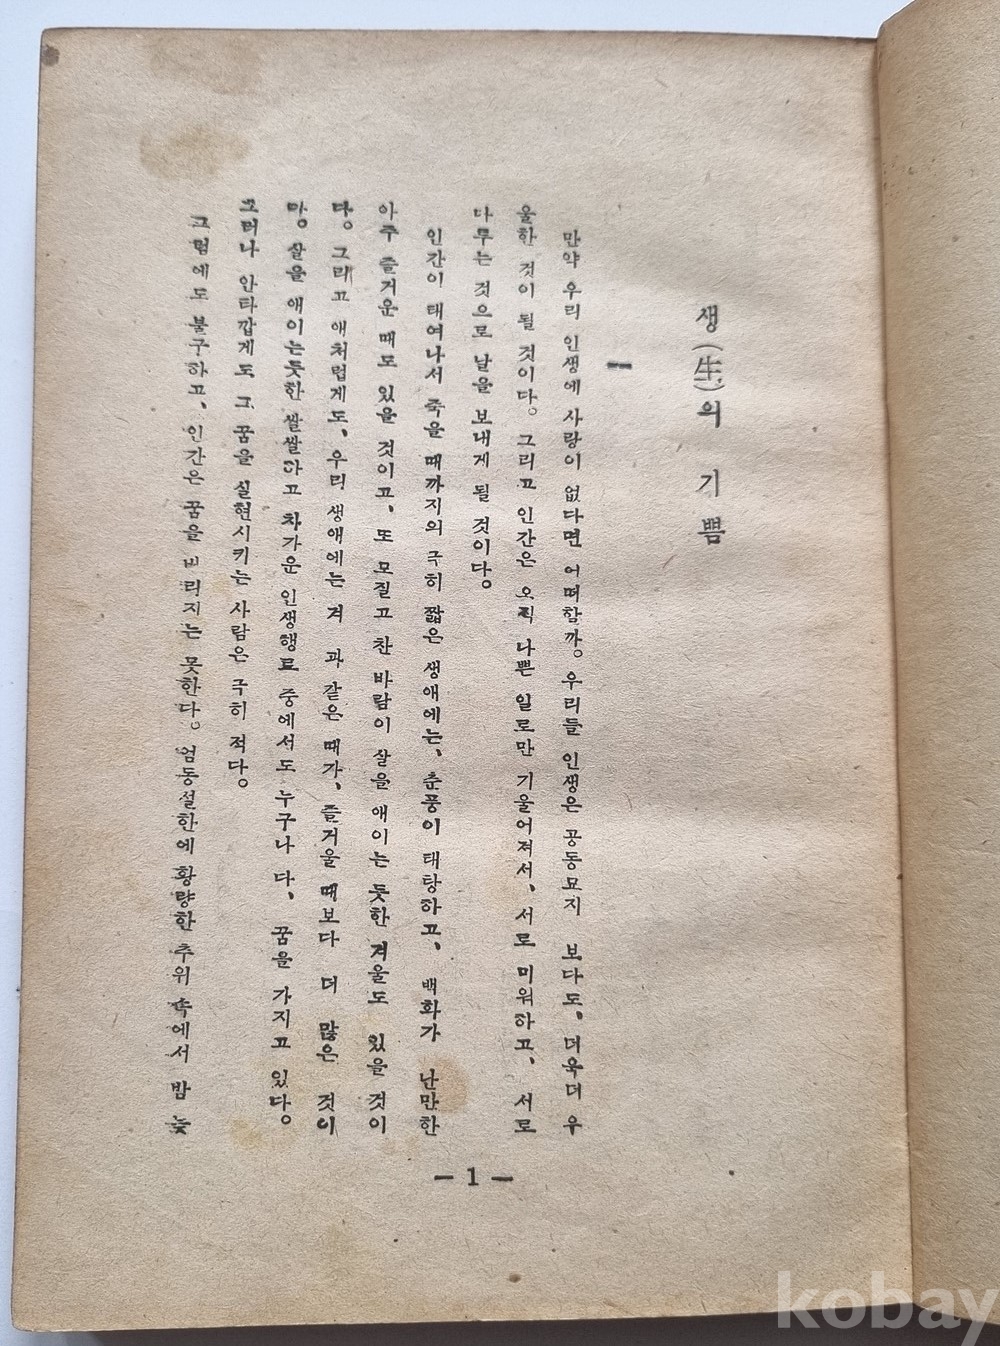 생(生)의 기쁨
一
만약 우리 인생에 사랑이 없다면 어떠할까。우리들 인생은 공동묘지 보다도、더욱더 우
울한 것이 될 것이다。그리고 인간은 오직 나쁜 일로만 기울어져서、서로 미워하고、서로
다투는 것으로 날을 보내게 될 것이다。
인간이 태여나서 죽을 때까지의 극히 짧은 생애에는、춘풍이 태탕하고、백화가 난만한
아주 즐거운 때도 있을 것이고、또 모질고 찬 바람이 살을 애이는 듯한 겨울도 있을 것이
다。그리고 애처럽게도、우리 생애에는 겨 과 같은 때가、즐거울 때보다 더 많은 것이
다。살을 애이는듯한 쌀쌀하고 차가운 인생행로 중에서도 누구나 다、꿈을 가지고 있다。
그러나 안타깝게도 그 꿈을 실현시키는 사람은 극히 적다。
그럼에도 불구하고、인간은 꿈을 버리지는 못한다。엄동설한에 황량한 추위 속에서 밤 늦
— 1 —
kobay